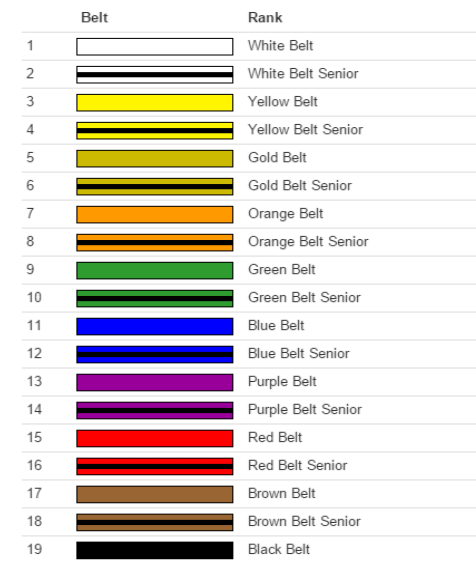 Belt Rank
1 White Belt
2 White Belt Senior
3 Yellow Belt
4 Yellow Belt Senior
5 Gold Belt
6 Gold Belt Senior
7 Orange Belt
8 Orange Belt Senior
9 Green Belt
10 Green Belt Senior
11 Blue Belt
12 Blue Belt Senior
13 Purple Belt
14 Purple Belt Senior
15 Red Belt
16 Red Belt Senior
17 Brown Belt
18 Brown Belt Senior
19 Black Belt